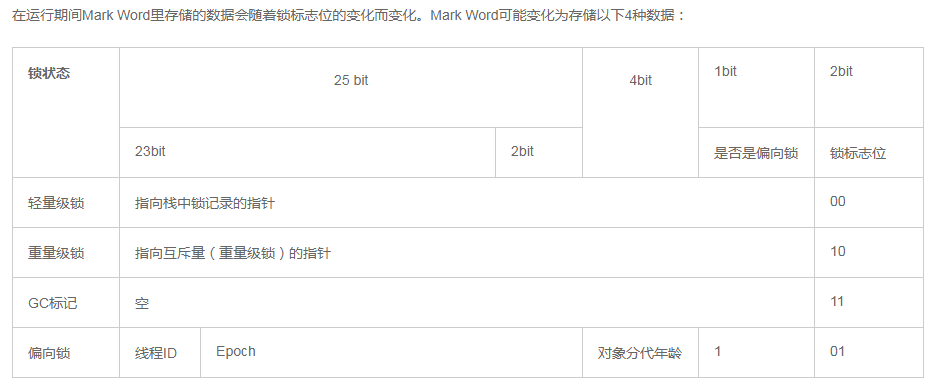 在运行期间Mark Word里存储的数据会随着锁标志位的变化而变化。Mark Word可能变化为存储以下4种数据：
锁状态 25 bit 4bit 1bit 2bit
23bit 2bit 是否是偏向锁 锁标志位
轻量级锁 指向栈中锁记录的指针 00
重量级锁 指向互斥量（重量级锁）的指针 10
GC标记 空 11
偏向锁 线程ID Epoch 对象分代年龄 1 01